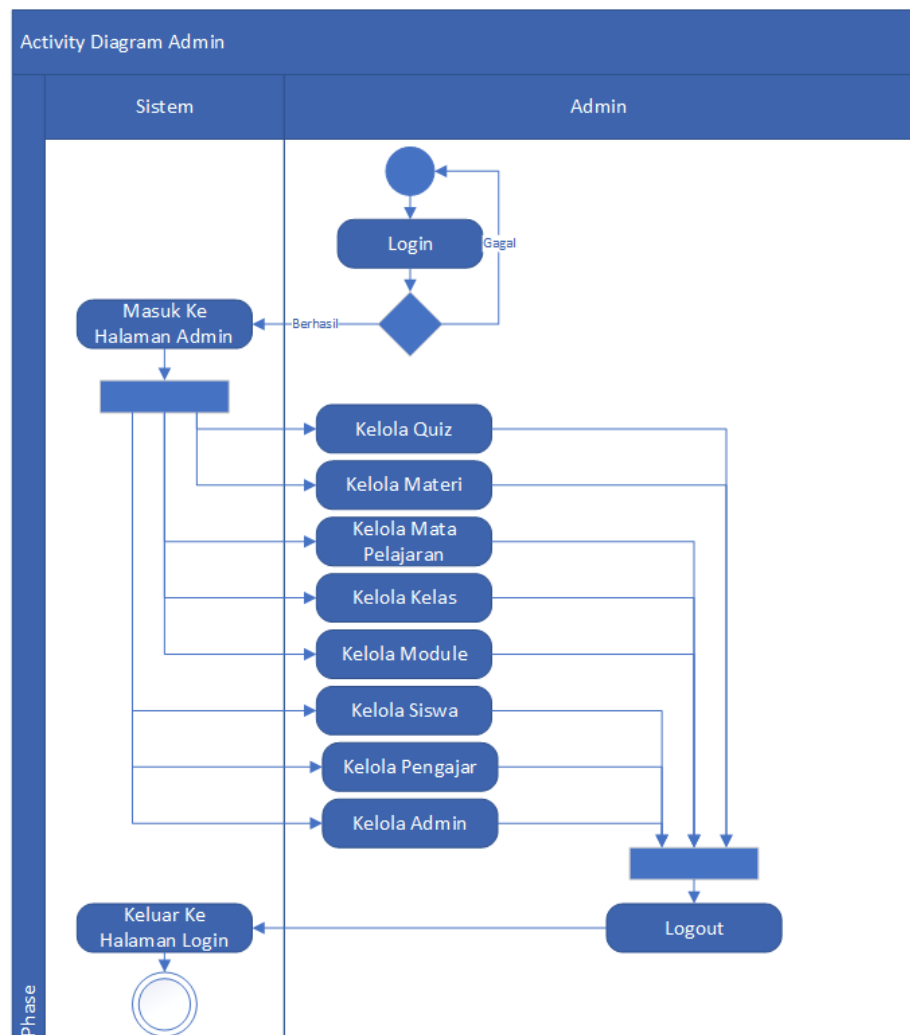 Activity Diagram Admin
Sistem
Admin
Login
Gagal
Masuk Ke
Halaman Admin
Berhasil
Kelola Quiz
Kelola Materi
Kelola Mata
Pelajaran
Kelola Kelas
Kelola Module
Kelola Siswa
Kelola Pengajar
Kelola Admin
Keluar Ke
Halaman Login
Logout
Phase